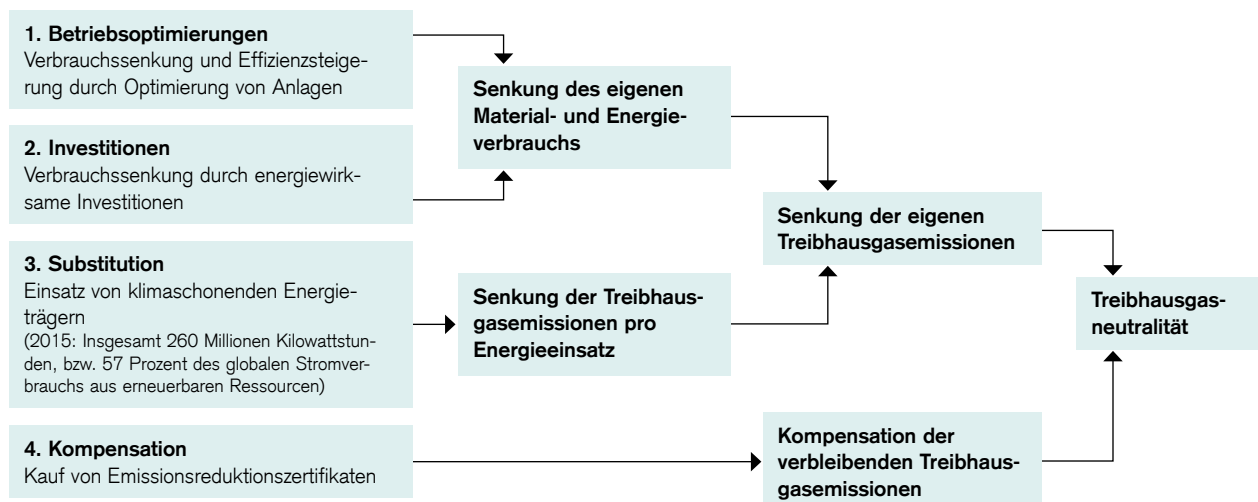 1. Betriebsoptimierungen
Verbrauchssenkung und Effizienzsteige-
rung durch Optimierung von Anlagen
2. Investitionen
Verbrauchssenkung durch energiewirk-
same Investitionen
3. Substitution
Einsatz von klimaschonenden Energie-
trägern
(2015: Insgesamt 260 Millionen Kilowattstun-
den, bzw. 57 Prozent des globalen Stromver-
brauchs aus erneuerbaren Ressourcen)
4. Kompensation
Kauf von Emissionsreduktionszertifikaten
Senkung des eigenen
Material- und Energie-
verbrauchs
Senkung der Treibhaus-
gasemissionen pro
Energieeinsatz
Senkung der eigenen
Treibhausgasemissionen
Kompensation der
verbleibenden Treibhaus-
gasemissionen
Treibhausgas-
neutralität